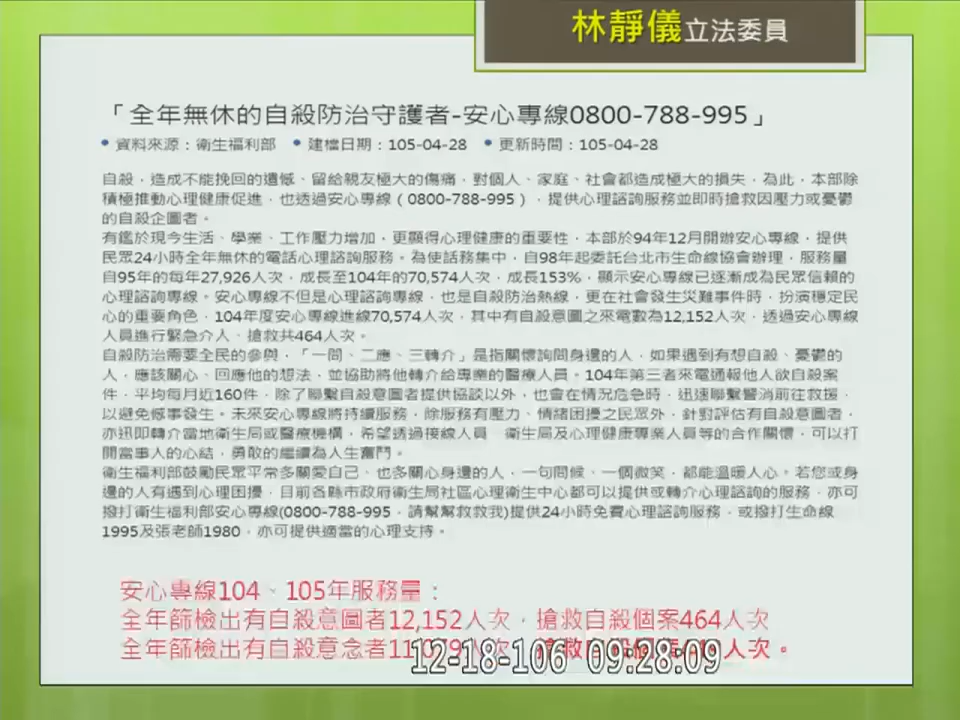 林靜儀立法委員
「全年無休的自殺防治守護者-安心專線0800-788-995」
• 資料來源：衛生福利部 • 建檔日期：105-04-28 • 更新時間：105-04-28
自殺，造成不能挽回的遺憾、留給親友極大的傷痛，對個人、家庭、社會都造成極大的損失，為此，本部除
積極推動心理健康促進，也透過安心專線（0800-788-995），提供心理諮詢服務並即時搶救因壓力或憂鬱
的自殺企圖者。
有鑑於現今生活、學業、工作壓力增加，更顯得心理健康的重要性，本部於94年12月開辦安心專線，提供
民眾24小時全年無休的電話心理諮詢服務。為使話務集中，自98年起委託台北市生命線協會辦理，服務量
自95年的每年27,926人次，成長至104年的70,574人次，成長153%，顯示安心專線已逐漸成為民眾信賴的
心理諮詢專線。安心專線不但是心理諮詢專線，也是自殺防治熱線，更在社會發生災難事件時，扮演穩定民
心的重要角色，104年度安心專線進線70,574人次，其中有自殺意圖之來電數為12,152人次，透過安心專線
人員進行緊急介入、搶救共464人次。
自殺防治需要全民的參與，「一問、二應、三轉介」是指關懷詢問身邊的人，如果遇到有想自殺、憂鬱的
人，應該關心、回應他的想法，並協助將他轉介給專業的醫療人員。104年第三者來電通報他人欲自殺案
件，平均每月近160件，除了聯繫自殺意圖者提供協談以外，也會在情況危急時，迅速聯繫警消前往救援，
以避免憾事發生。未來安心專線將持續服務，除服務有壓力、情緒困擾之民眾外，針對評估有自殺意圖者，
亦迅即轉介當地衛生局或醫療機構，希望透過接線人員、衛生局及心理健康專業人員等的合作關懷，可以打
開當事人的心結，勇敢的繼續為人生奮鬥。
衛生福利部鼓勵民眾平常多關愛自己、也多關心身邊的人，一句問候、一個微笑，都能溫暖人心。若您或身
邊的人有遇到心理困擾，目前各縣市政府衛生局社區心理衛生中心都可以提供或轉介心理諮詢的服務，亦可
撥打衛生福利部安心專線(0800-788-995，請幫幫救救我)提供24小時免費心理諮詢服務，或撥打生命線
1995及張老師1980，亦可提供適當的心理支持。
安心專線104、105年服務量：
全年篩檢出有自殺意圖者12,152人次，搶救自殺個案464人次
全年篩檢出有自殺意念者 人次。
12-18-106 09:28:09